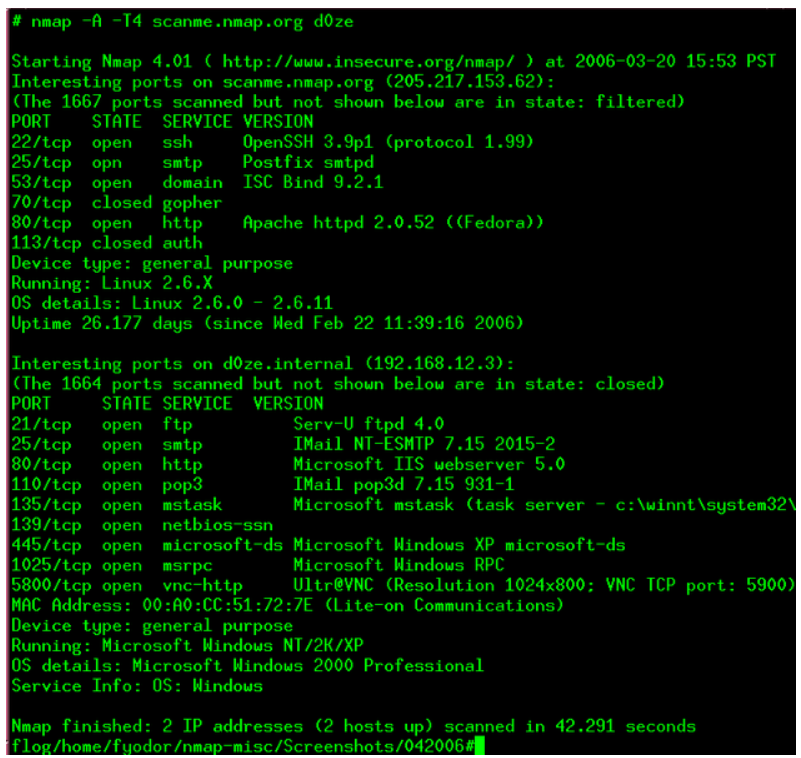 # nmap -A -T4 scanme.nmap.org d0ze
Starting Nmap 4.01 ( http://www.insecure.org/nmap/ ) at 2006-03-20 15:53 PST
Interesting ports on scanme.nmap.org (205.217.153.62):
(The 1667 ports scanned but not shown below are in state: filtered)
PORT STATE SERVICE VERSION
22/tcp open ssh OpenSSH 3.9p1 (protocol 1.99)
25/tcp opn smtp Postfix smtpd
53/tcp open domain ISC Bind 9.2.1
70/tcp closed gopher
80/tcp open http Apache httpd 2.0.52 ((Fedora))
113/tcp closed auth
Device type: general purpose
Running: Linux 2.6.X
OS details: Linux 2.6.0 - 2.6.11
Uptime 26.177 days (since Wed Feb 22 11:39:16 2006)
Interesting ports on d0ze.internal (192.168.12.3):
(The 1664 ports scanned but not shown below are in state: closed)
PORT STATE SERVICE VERSION
21/tcp open ftp Serv-U ftpd 4.0
25/tcp open smtp IMail NT-ESMTP 7.15 2015-2
80/tcp open http Microsoft IIS webserver 5.0
110/tcp open pop3 IMail pop3d 7.15 931-1
135/tcp open mstask Microsoft mstask (task server - c:\winnt\system32\
139/tcp open netbios-ssn
445/tcp open microsoft-ds Microsoft Windows XP microsoft-ds
1025/tcp open msrpc Microsoft Windows RPC
5800/tcp open vnc-http Ultr@VNC (Resolution 1024x800; VNC TCP port: 5900)
MAC Address: 00:A0:CC:51:72:7E (Lite-on Communications)
Device type: general purpose
Running: Microsoft Windows NT/2K/XP
OS details: Microsoft Windows 2000 Professional
Service Info: OS: Windows
Nmap finished: 2 IP addresses (2 hosts up) scanned in 42.291 seconds
flog/home/fyodor/nmap-misc/Screenshots/042006#